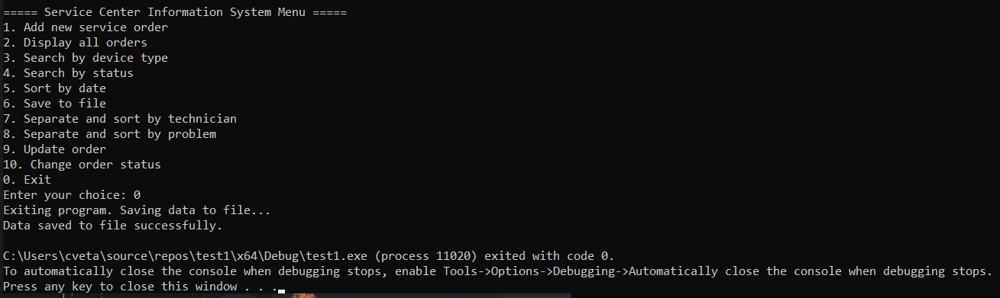 ===== Service Center Information System Menu =====
1. Add new service order
2. Display all orders
3. Search by device type
4. Search by status
5. Sort by date
6. Save to file
7. Separate and sort by technician
8. Separate and sort by problem
9. Update order
10. Change order status
0. Exit
Enter your choice: 0
Exiting program. Saving data to file...
Data saved to file successfully.
C:\Users\cveta\source\repos\test1\x64\Debug\test1.exe (process 11020) exited with code 0.
To automatically close the console when debugging stops, enable Tools->Options->Debugging->Automatically close the console when debugging stops.
Press any key to close this window . . .